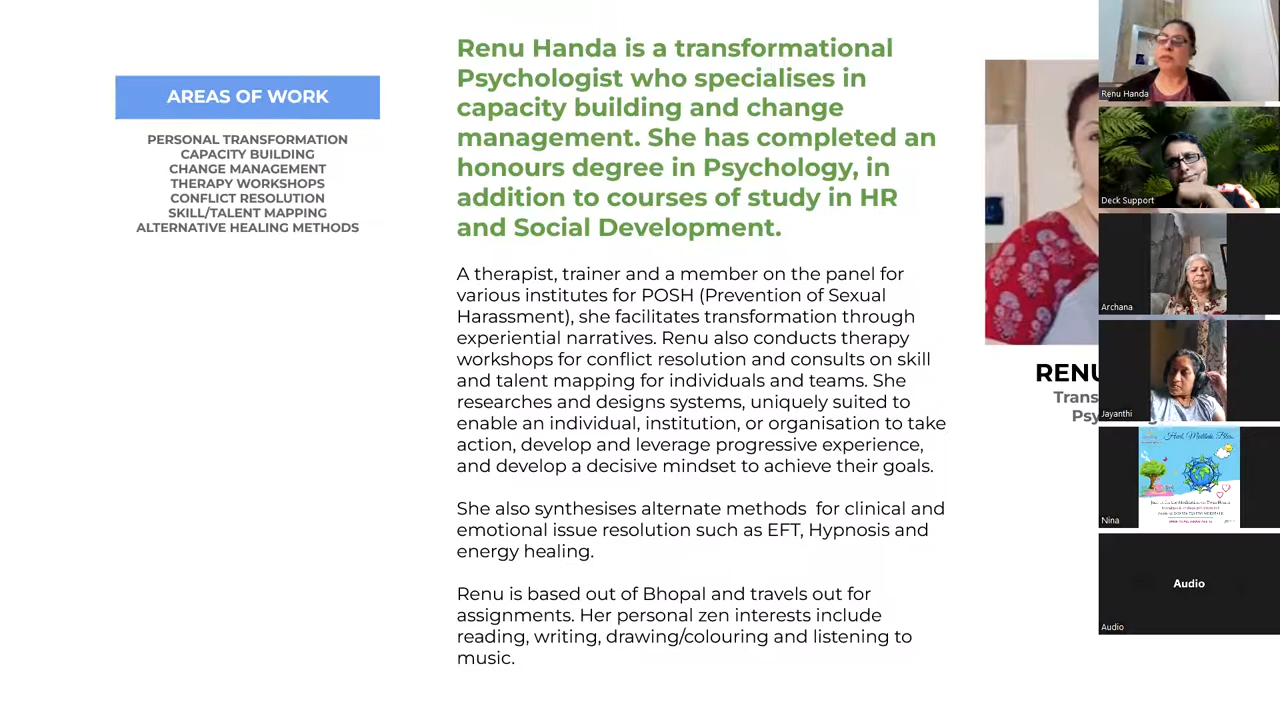 AREAS OF WORK
PERSONAL TRANSFORMATION
CAPACITY BUILDING
CHANGE MANAGEMENT
THERAPY WORKSHOPS
CONFLICT RESOLUTION
SKILL/TALENT MAPPING
ALTERNATIVE HEALING METHODS
Renu Handa is a transformational
Psychologist who specialises in
capacity building and change
management. She has completed an
honours degree in Psychology, in
addition to courses of study in HR
and Social Development.
A therapist, trainer and a member on the panel for
various institutes for POSH (Prevention of Sexual
Harassment), she facilitates transformation through
experiential narratives. Renu also conducts therapy
workshops for conflict resolution and consults on skill
and talent mapping for individuals and teams. She
researches and designs systems, uniquely suited to
enable an individual, institution, or organisation to take
action, develop and leverage progressive experience,
and develop a decisive mindset to achieve their goals.
She also synthesis alternate methods for clinical and
emotional issue resolution such as EFT, Hypnosis and
energy healing.
Renu is based out of Bhopal and travels out for
assignments. Her personal zen interests include
reading, writing, drawing/colouring and listening to
music.
RENU
Trans
Psy
Renu Handa
Deck Support
Archana
Jayanthi
Heal, Meditate, Bliss
Nina
Audio
Audio